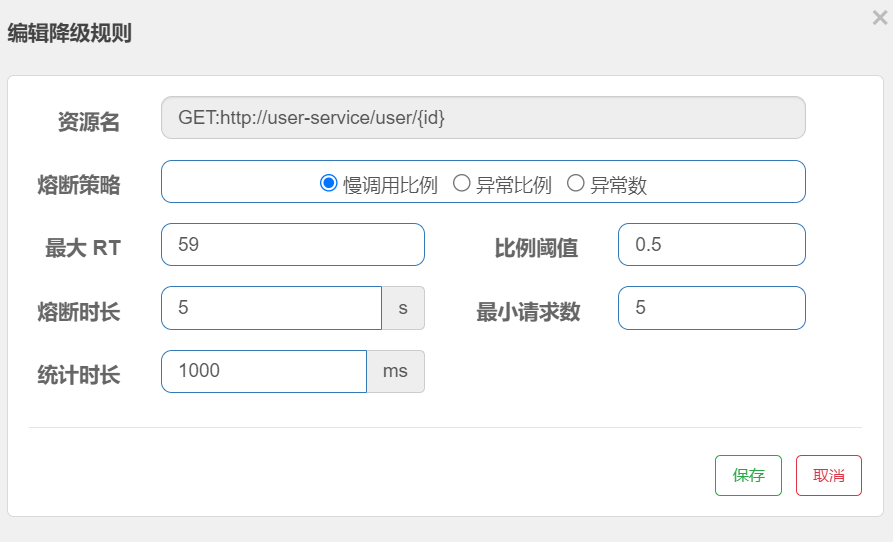 编辑降级规则
×
资源名 GET:http://user-service/user/{id}
熔断策略 慢调用比例 异常比例 异常数
最大 RT 59 比例阈值 0.5
熔断时长 5 s 最小请求数 5
统计时长 1000 ms
保存 取消